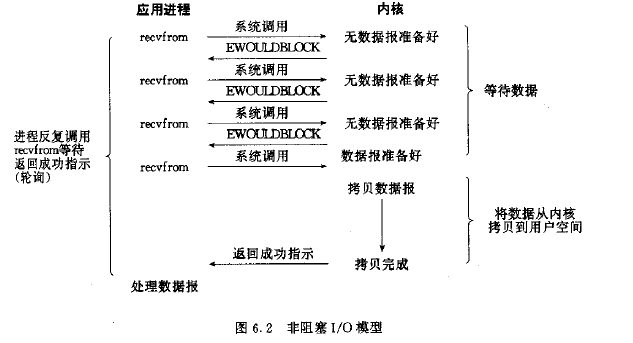 应用进程 内核
recvfrom 系统调用 无数据报准备好
EWOULDBLOCK
recvfrom 系统调用 无数据报准备好
EWOULDBLOCK
等待数据
recvfrom 系统调用 无数据报准备好
EWOULDBLOCK
进程反复调用
recvfrom等待
返回成功指示
(轮询)
recvfrom 系统调用 数据报准备好
拷贝数据报
将数据从内核
拷贝到用户空间
返回成功指示 拷贝完成
处理数据报
图 6.2 非阻塞 I/O 模型